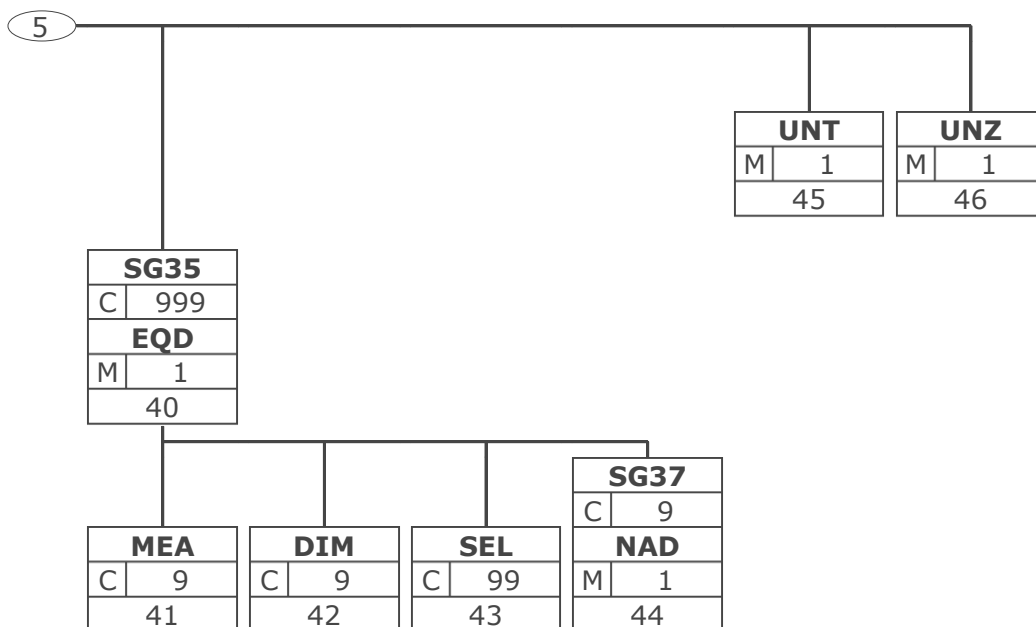 5
UNT
M 1
45
UNZ
M 1
46
SG35
C 999
EQD
M 1
40
MEA
C 9
41
DIM
C 9
42
SEL
C 99
43
SG37
C 9
NAD
M 1
44